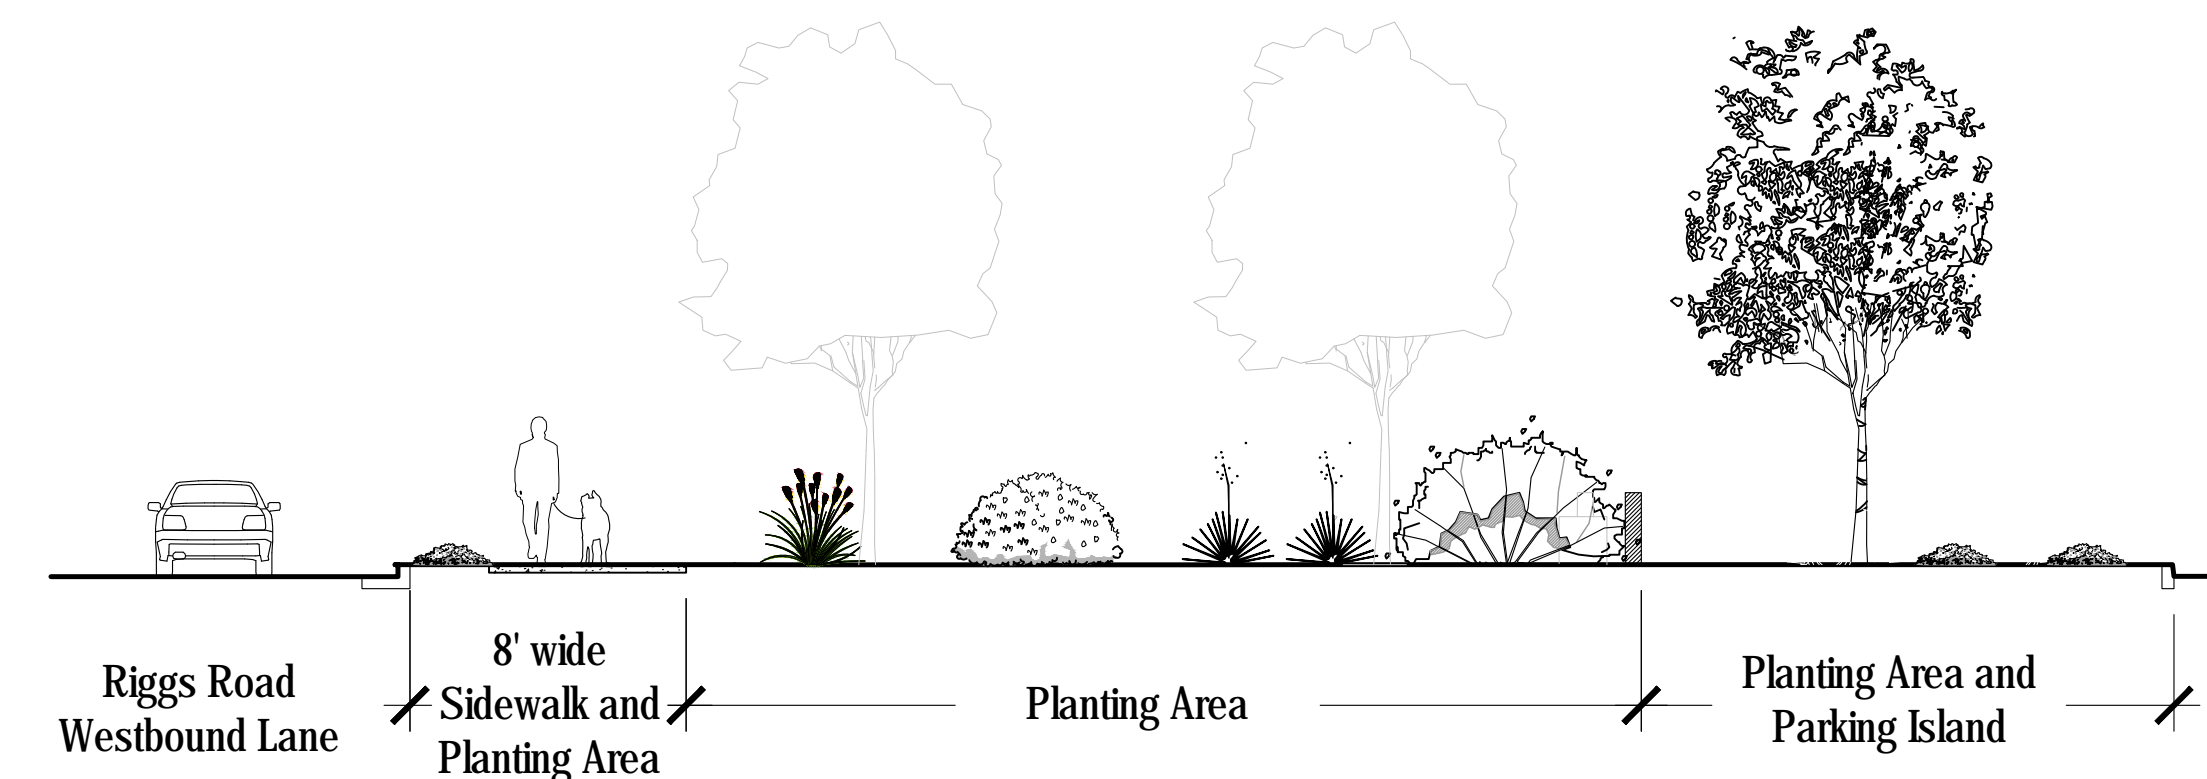 Riggs Road
Westbound Lane
8' wide
Sidewalk and
Planting Area
Planting Area
Planting Area and
Parking Island